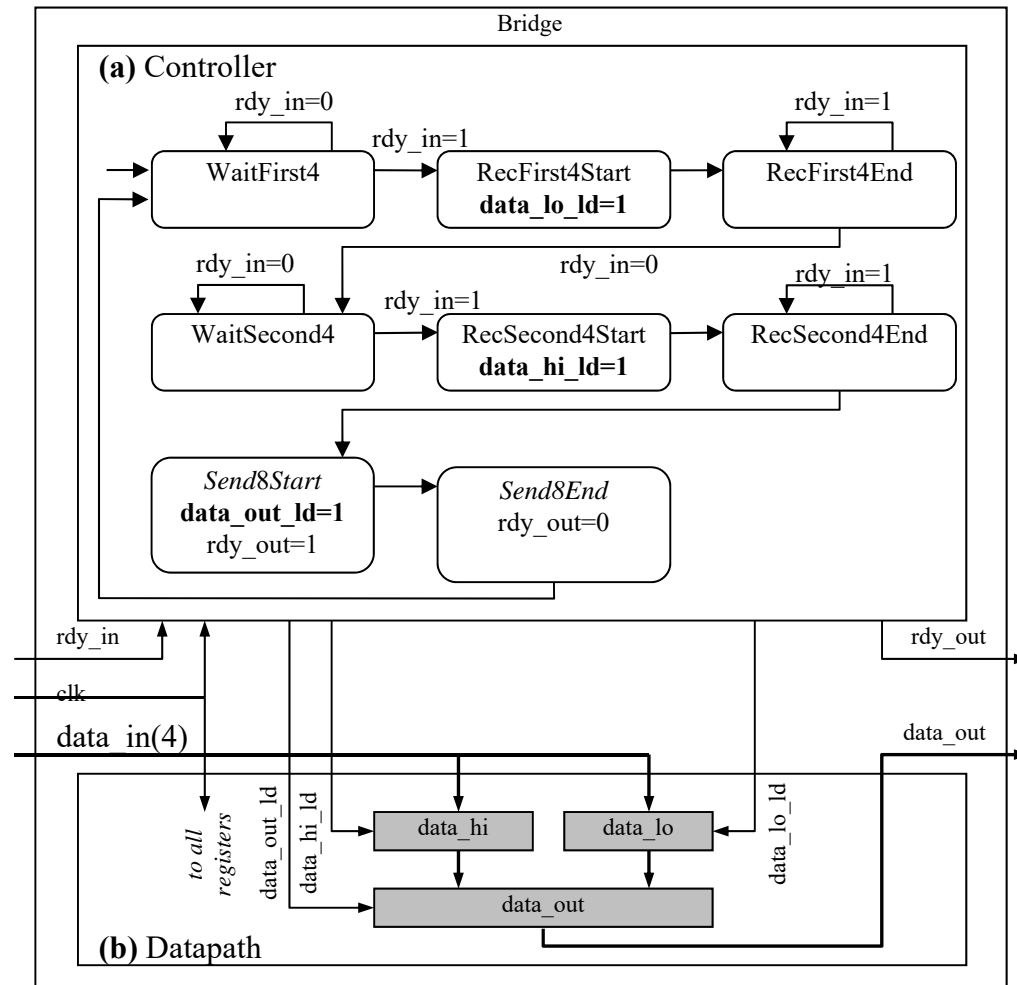 Bridge
(a) Controller
rdy_in=0
rdy_in=1
rdy_in=1
WaitFirst4
RecFirst4Start
data_lo_ld=1
RecFirst4End
rdy_in=0
rdy_in=0
rdy_in=1
rdy_in=1
WaitSecond4
RecSecond4Start
data_hi_ld=1
RecSecond4End
Send8Start
data_out_ld=1
rdy_out=1
Send8End
rdy_out=0
rdy_in
rdy_out
clk
data_in(4)
data_out
to all
registers
data_out_ld
data_hi_ld
data_lo_ld
data_hi
data_lo
data_out
(b) Datapath